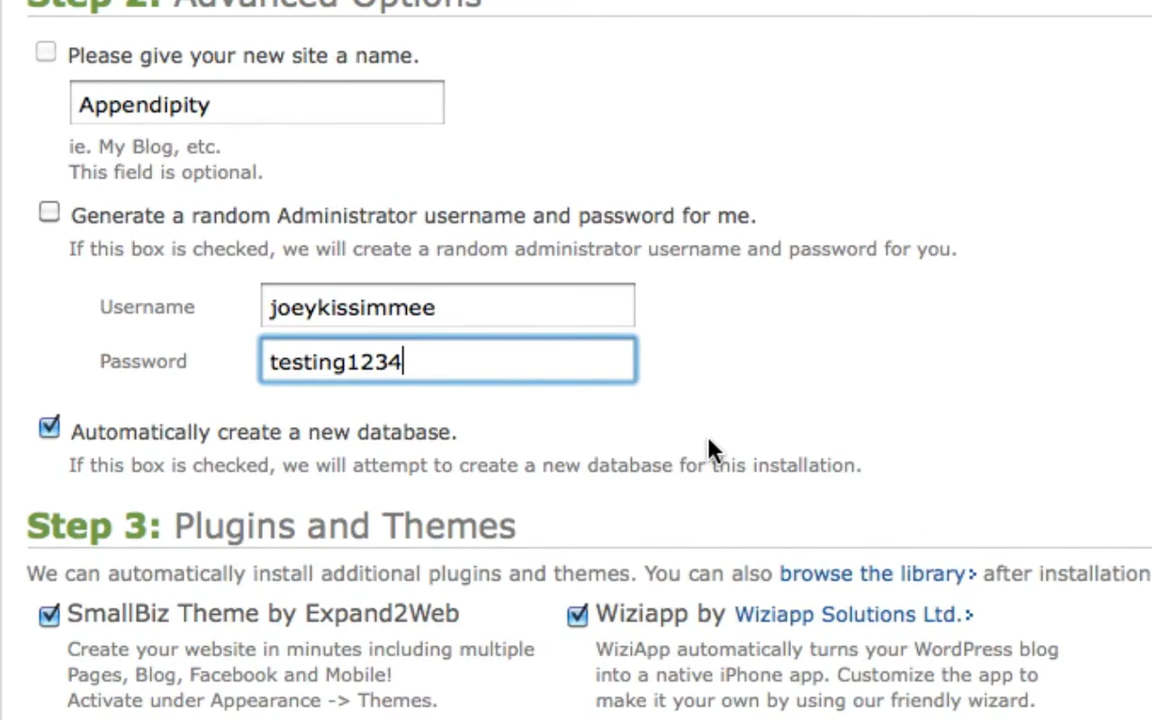 Step 2: Advanced Options
Please give your new site a name.
Appendipity
ie. My Blog, etc.
This field is optional.
Generate a random Administrator username and password for me.
If this box is checked, we will create a random administrator username and password for you.
Username joeykissimmee
Password testing1234
Automatically create a new database.
If this box is checked, we will attempt to create a new database for this installation.
Step 3: Plugins and Themes
We can automatically install additional plugins and themes. You can also browse the library› after installation
SmallBiz Theme by Expand2Web
Create your website in minutes including multiple
Pages, Blog, Facebook and Mobile!
Activate under Appearance -> Themes.
Wiziapp by Wiziapp Solutions Ltd.›
WiziApp automatically turns your WordPress blog
into a native iPhone app. Customize the app to
make it your own by using our friendly wizard.